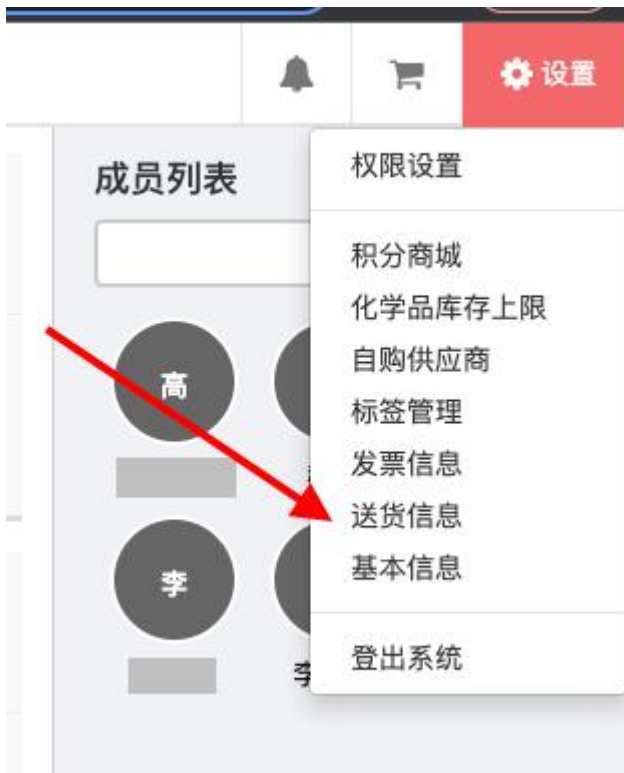 设置
成员列表
权限设置
积分商城
化学品库存上限
自购供应商
标签管理
发票信息
送货信息
基本信息
登出系统
高
李
李